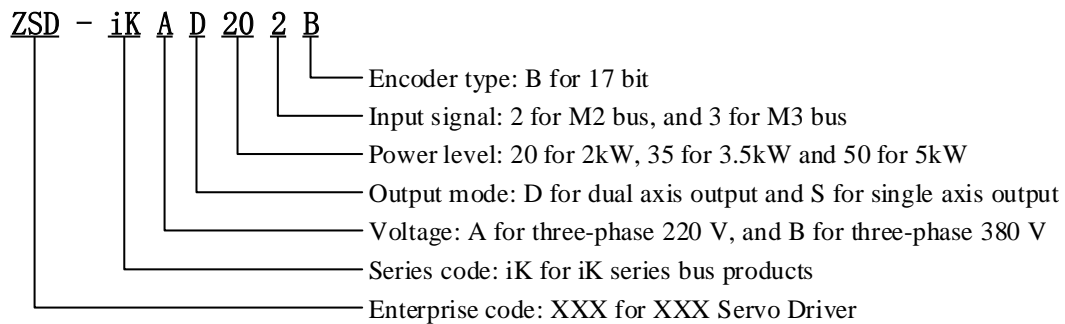 ZSD - iK A D 20 2 B
Encoder type: B for 17 bit
Input signal: 2 for M2 bus, and 3 for M3 bus
Power level: 20 for 2kW, 35 for 3.5kW and 50 for 5kW
Output mode: D for dual axis output and S for single axis output
Voltage: A for three-phase 220 V, and B for three-phase 380 V
Series code: iK for iK series bus products
Enterprise code: XXX for XXX Servo Driver